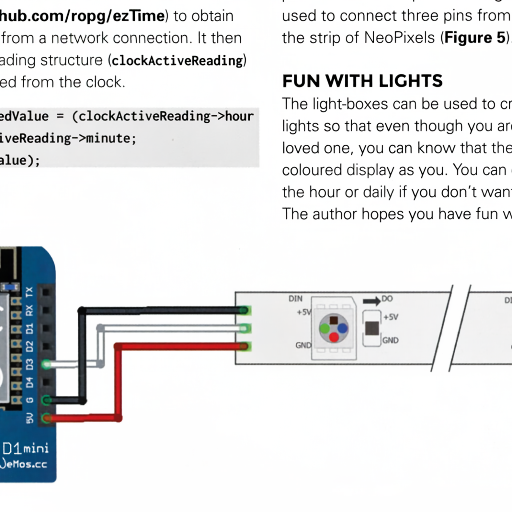 hub.com/ropg/ezTime) to obtain
from a network connection. It then
ading structure (clockActiveReading)
ed from the clock.
edValue = (clockActiveReading->hour
iveReading->minute;
alue);
used to connect three pins from
the strip of NeoPixels (Figure 5)
FUN WITH LIGHTS
The light-boxes can be used to cr
lights so that even though you are
loved one, you can know that the
coloured display as you. You can
the hour or daily if you don't want
The author hopes you have fun w
TX
RX
D1
D2
D3
D4
G
5V
D1 mini
WeMos.cc
DIN
DO
+5V
+5V
GND
GND
DI
GN